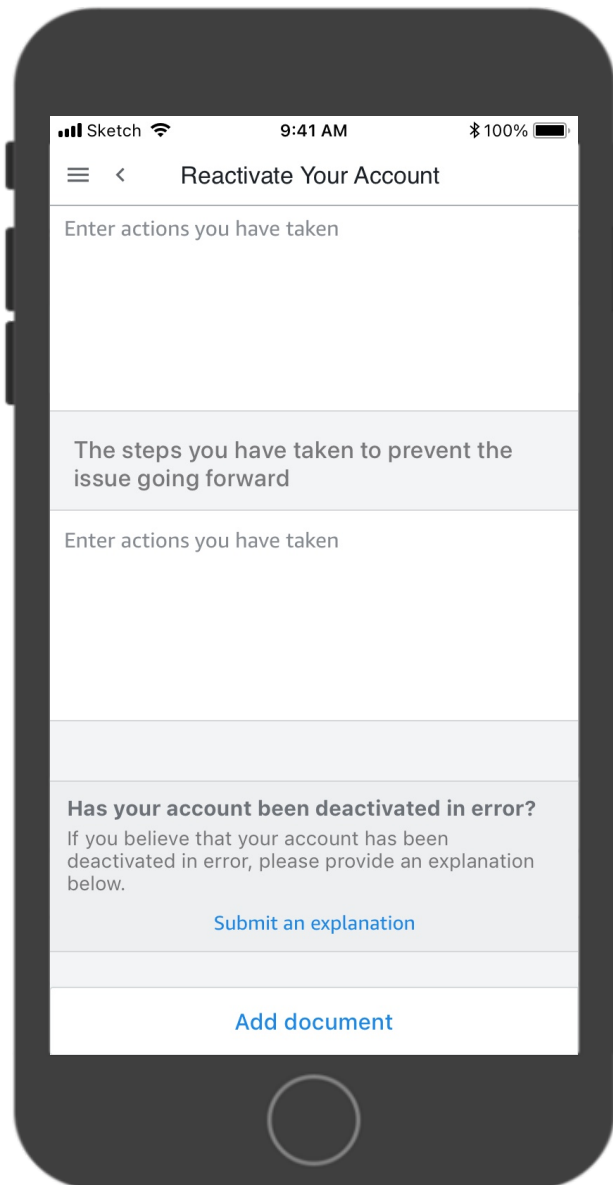 Sketch 9:41 AM 100%
Reactivate Your Account
Enter actions you have taken
The steps you have taken to prevent the
issue going forward
Enter actions you have taken
Has your account been deactivated in error?
If you believe that your account has been
deactivated in error, please provide an explanation
below.
Submit an explanation
Add document